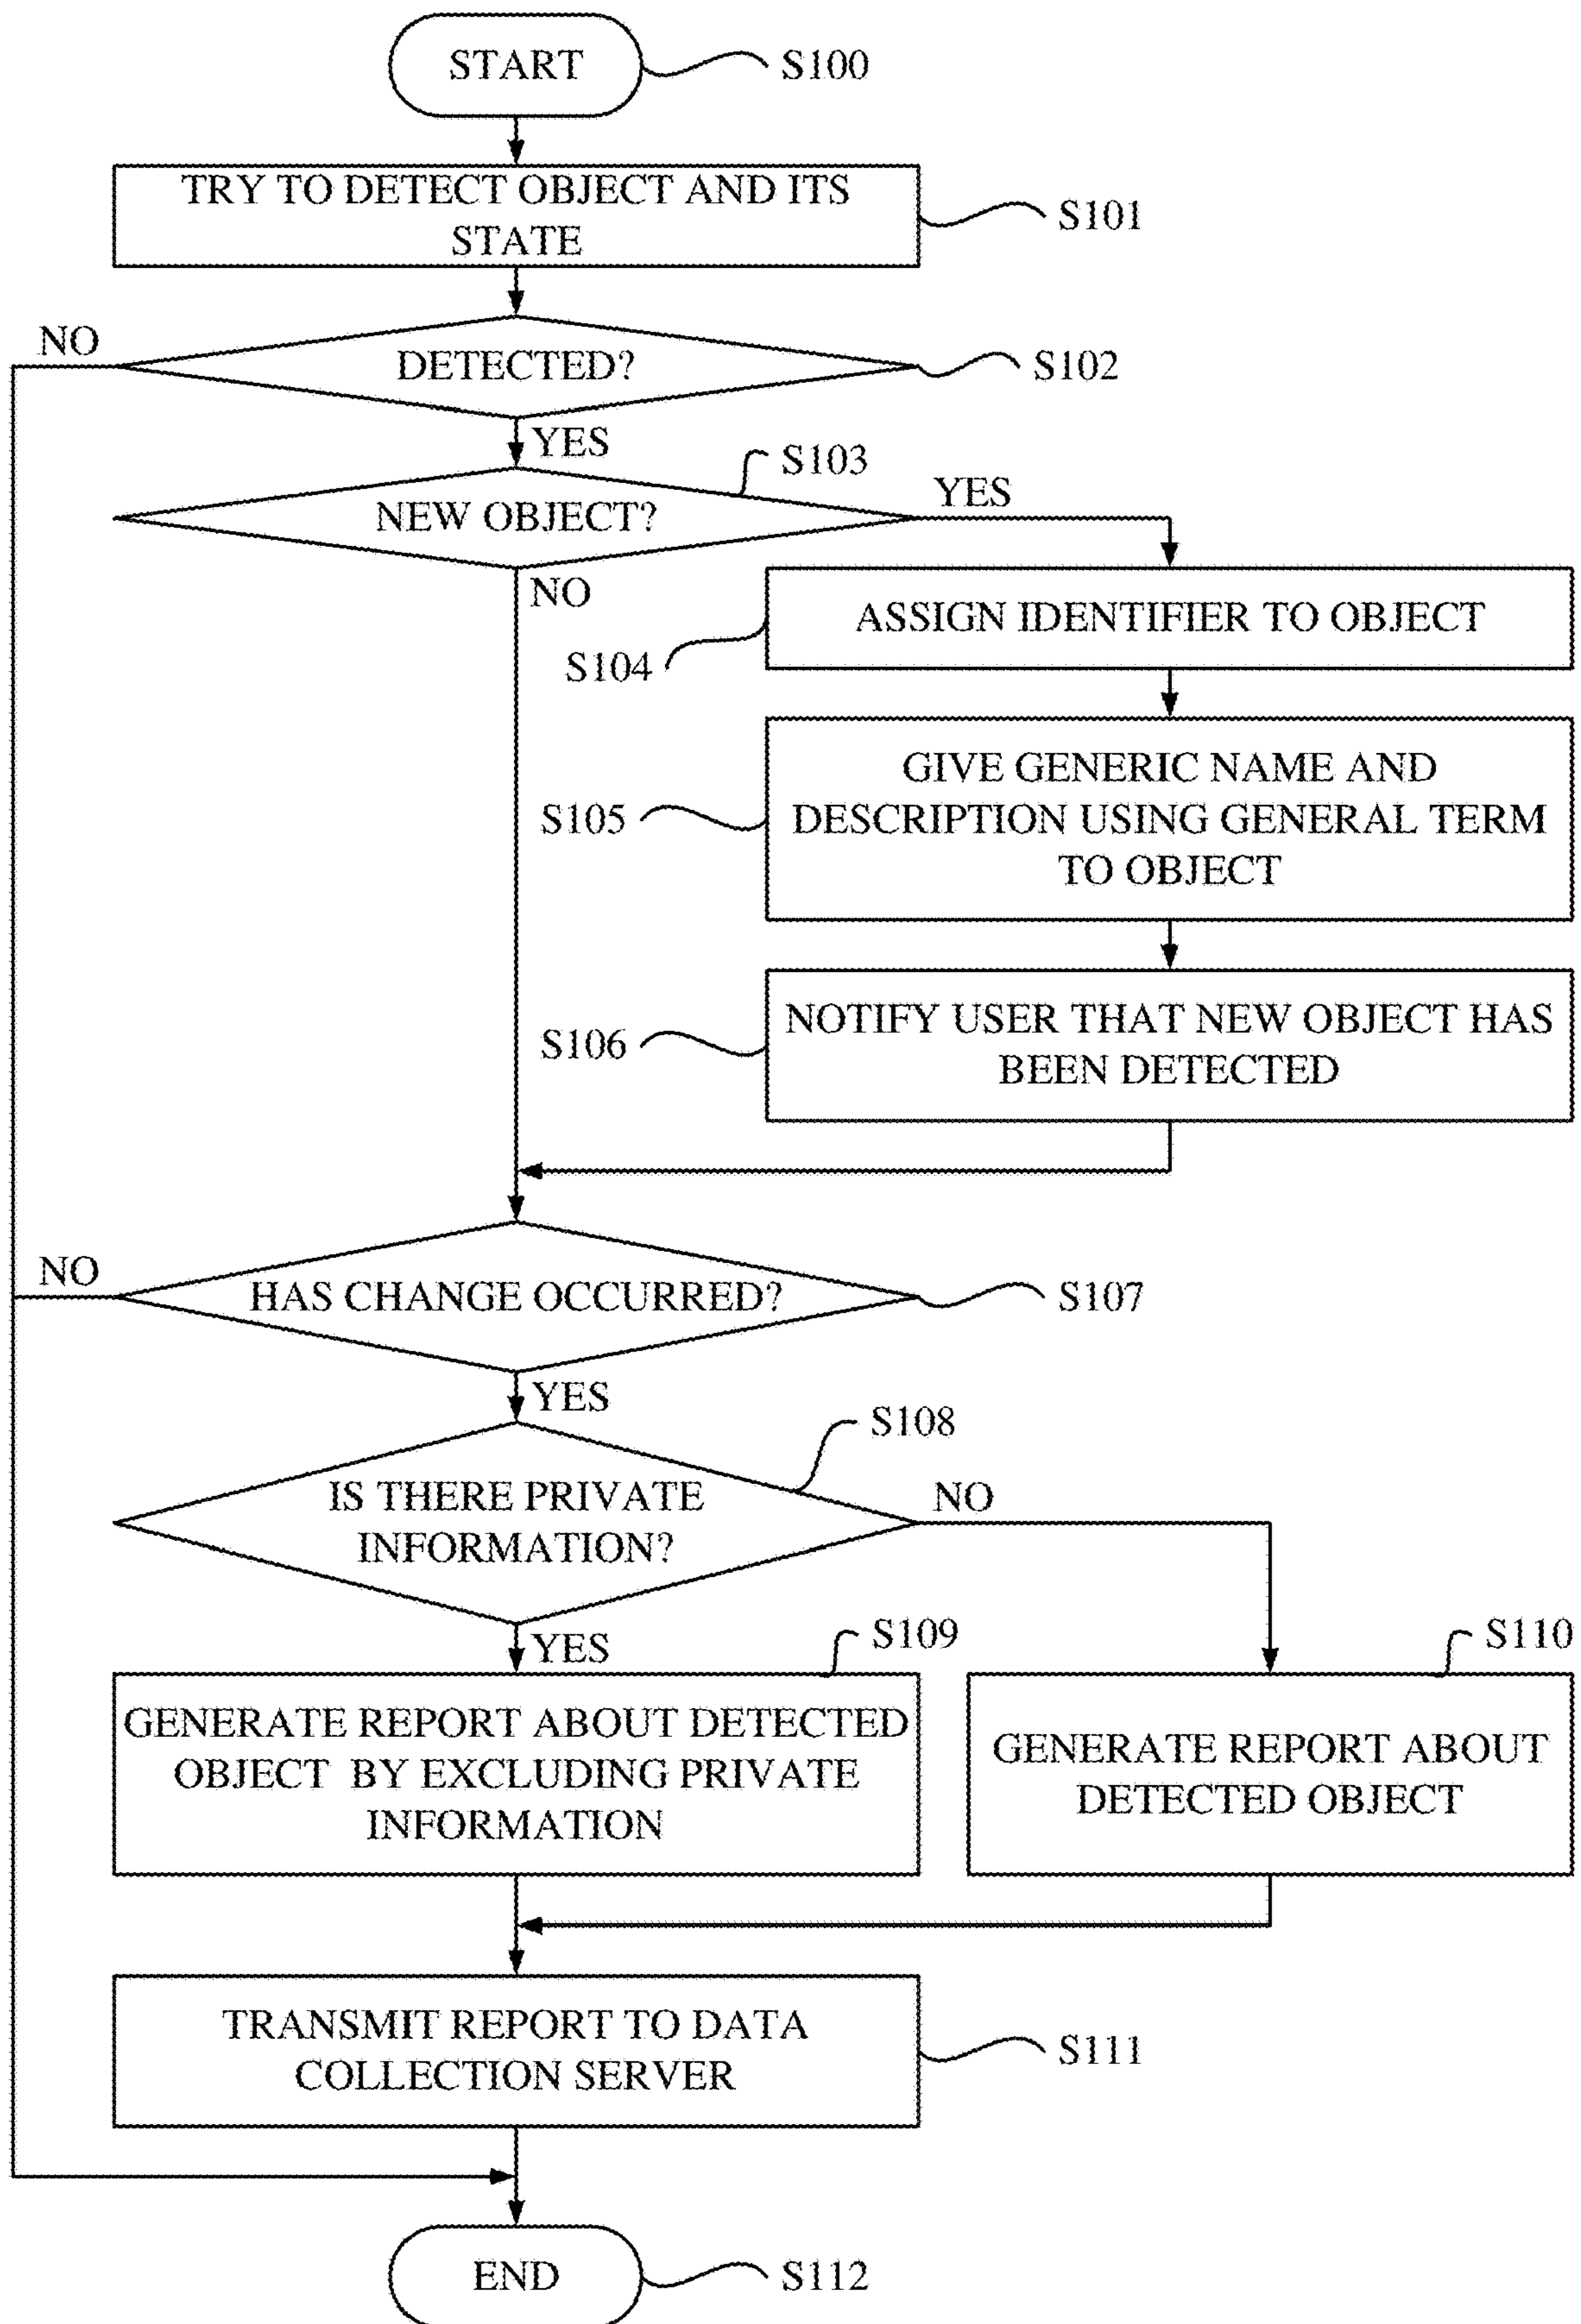 START
S100
TRY TO DETECT OBJECT AND ITS
STATE
S101
NO
DETECTED?
S102
YES
S103
NEW OBJECT?
YES
NO
ASSIGN IDENTIFIER TO OBJECT
S104
GIVE GENERIC NAME AND
DESCRIPTION USING GENERAL TERM
TO OBJECT
S105
NOTIFY USER THAT NEW OBJECT HAS
BEEN DETECTED
S106
NO
HAS CHANGE OCCURRED?
S107
YES
S108
IS THERE PRIVATE
INFORMATION?
NO
YES
S109
S110
GENERATE REPORT ABOUT DETECTED
OBJECT BY EXCLUDING PRIVATE
INFORMATION
GENERATE REPORT ABOUT
DETECTED OBJECT
TRANSMIT REPORT TO DATA
COLLECTION SERVER
S111
END
S112